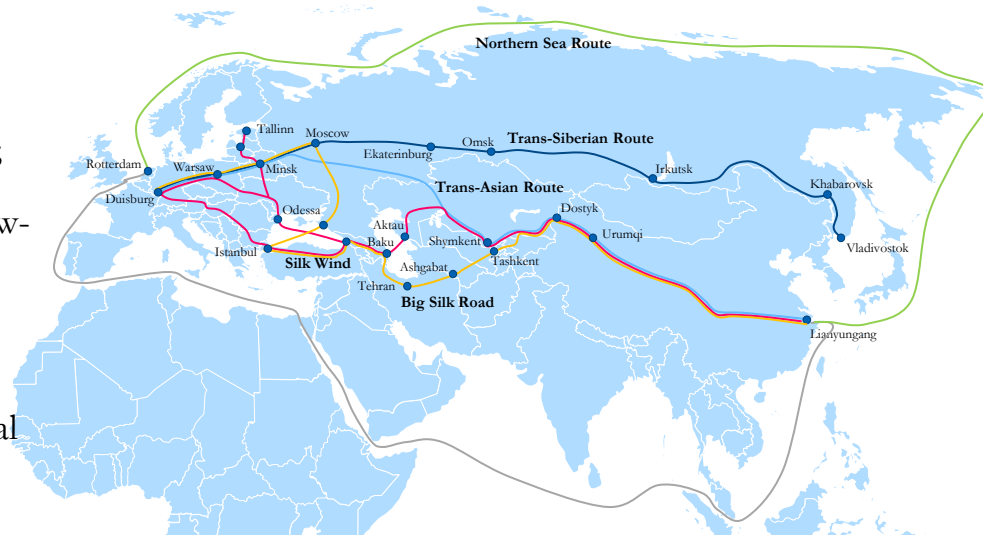 Northern Sea Route
Tallinn
Moscow
Trans-Siberian Route
Omsk
Ekaterinburg
s
Rotterdam
Warsaw
Minsk
Irkutsk
Duisburg
Trans-Asian Route
Khabarovsk
w-
Odessa
Dostyk
Aktau
Urumqi
Istanbul
Baku
Shymkent
Vladivostok
Silk Wind
Ashgabat
Tashkent
Tehran
Big Silk Road
Lianyungang
al